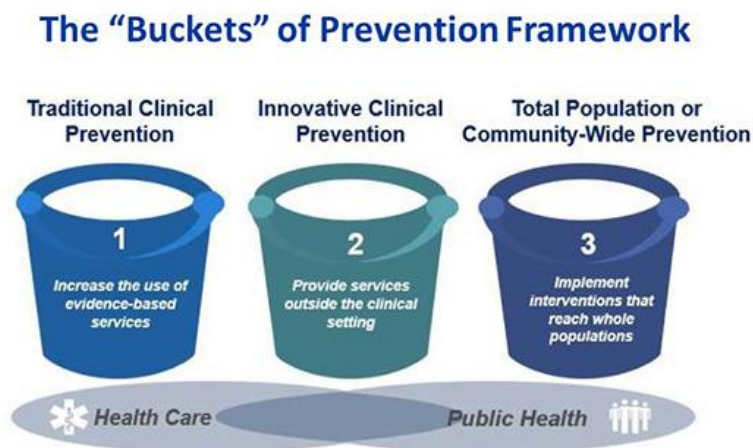 The “Buckets” of Prevention Framework
Traditional Clinical
Prevention
Innovative Clinical
Prevention
Total Population or
Community-Wide Prevention
1
Increase the use of
evidence-based
services
2
Provide services
outside the clinical
setting
3
Implement
interventions that
reach whole
populations
Health Care
Public Health